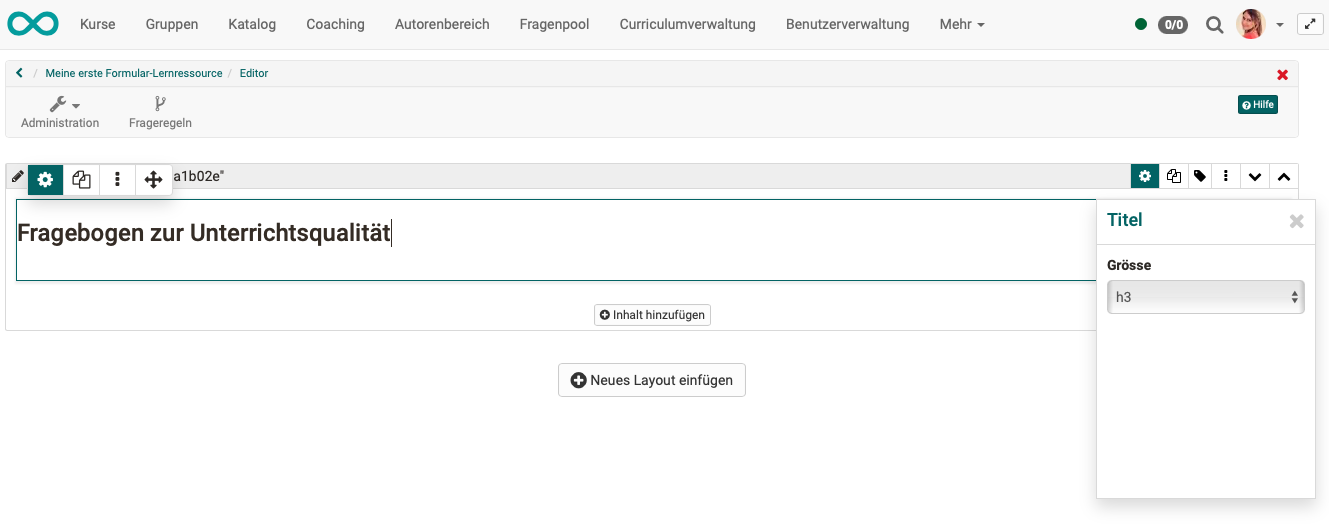 Kurse Gruppen Katalog Coaching Autorenbereich Fragenpool Curriculumverwaltung Benutzerverwaltung Mehr 0/0
/ Meine erste Formular-Lernressource / Editor
Administration Frageregeln Hilfe
a1b02e"
Titel
Fragebogen zur Unterrichtsqualität
Grösse
h3
Inhalt hinzufügen
Neues Layout einfügen